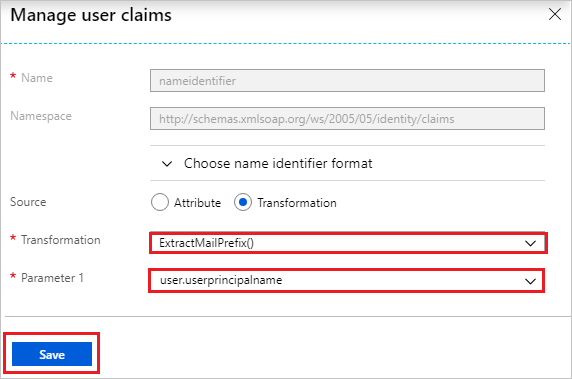 Manage user claims
* Name
nameidentifier
Namespace
http://schemas.xmlsoap.org/ws/2005/05/identity/claims
Choose name identifier format
Source
Attribute
Transformation
* Transformation
ExtractMailPrefix()
* Parameter 1
user.userprincipalname
Save